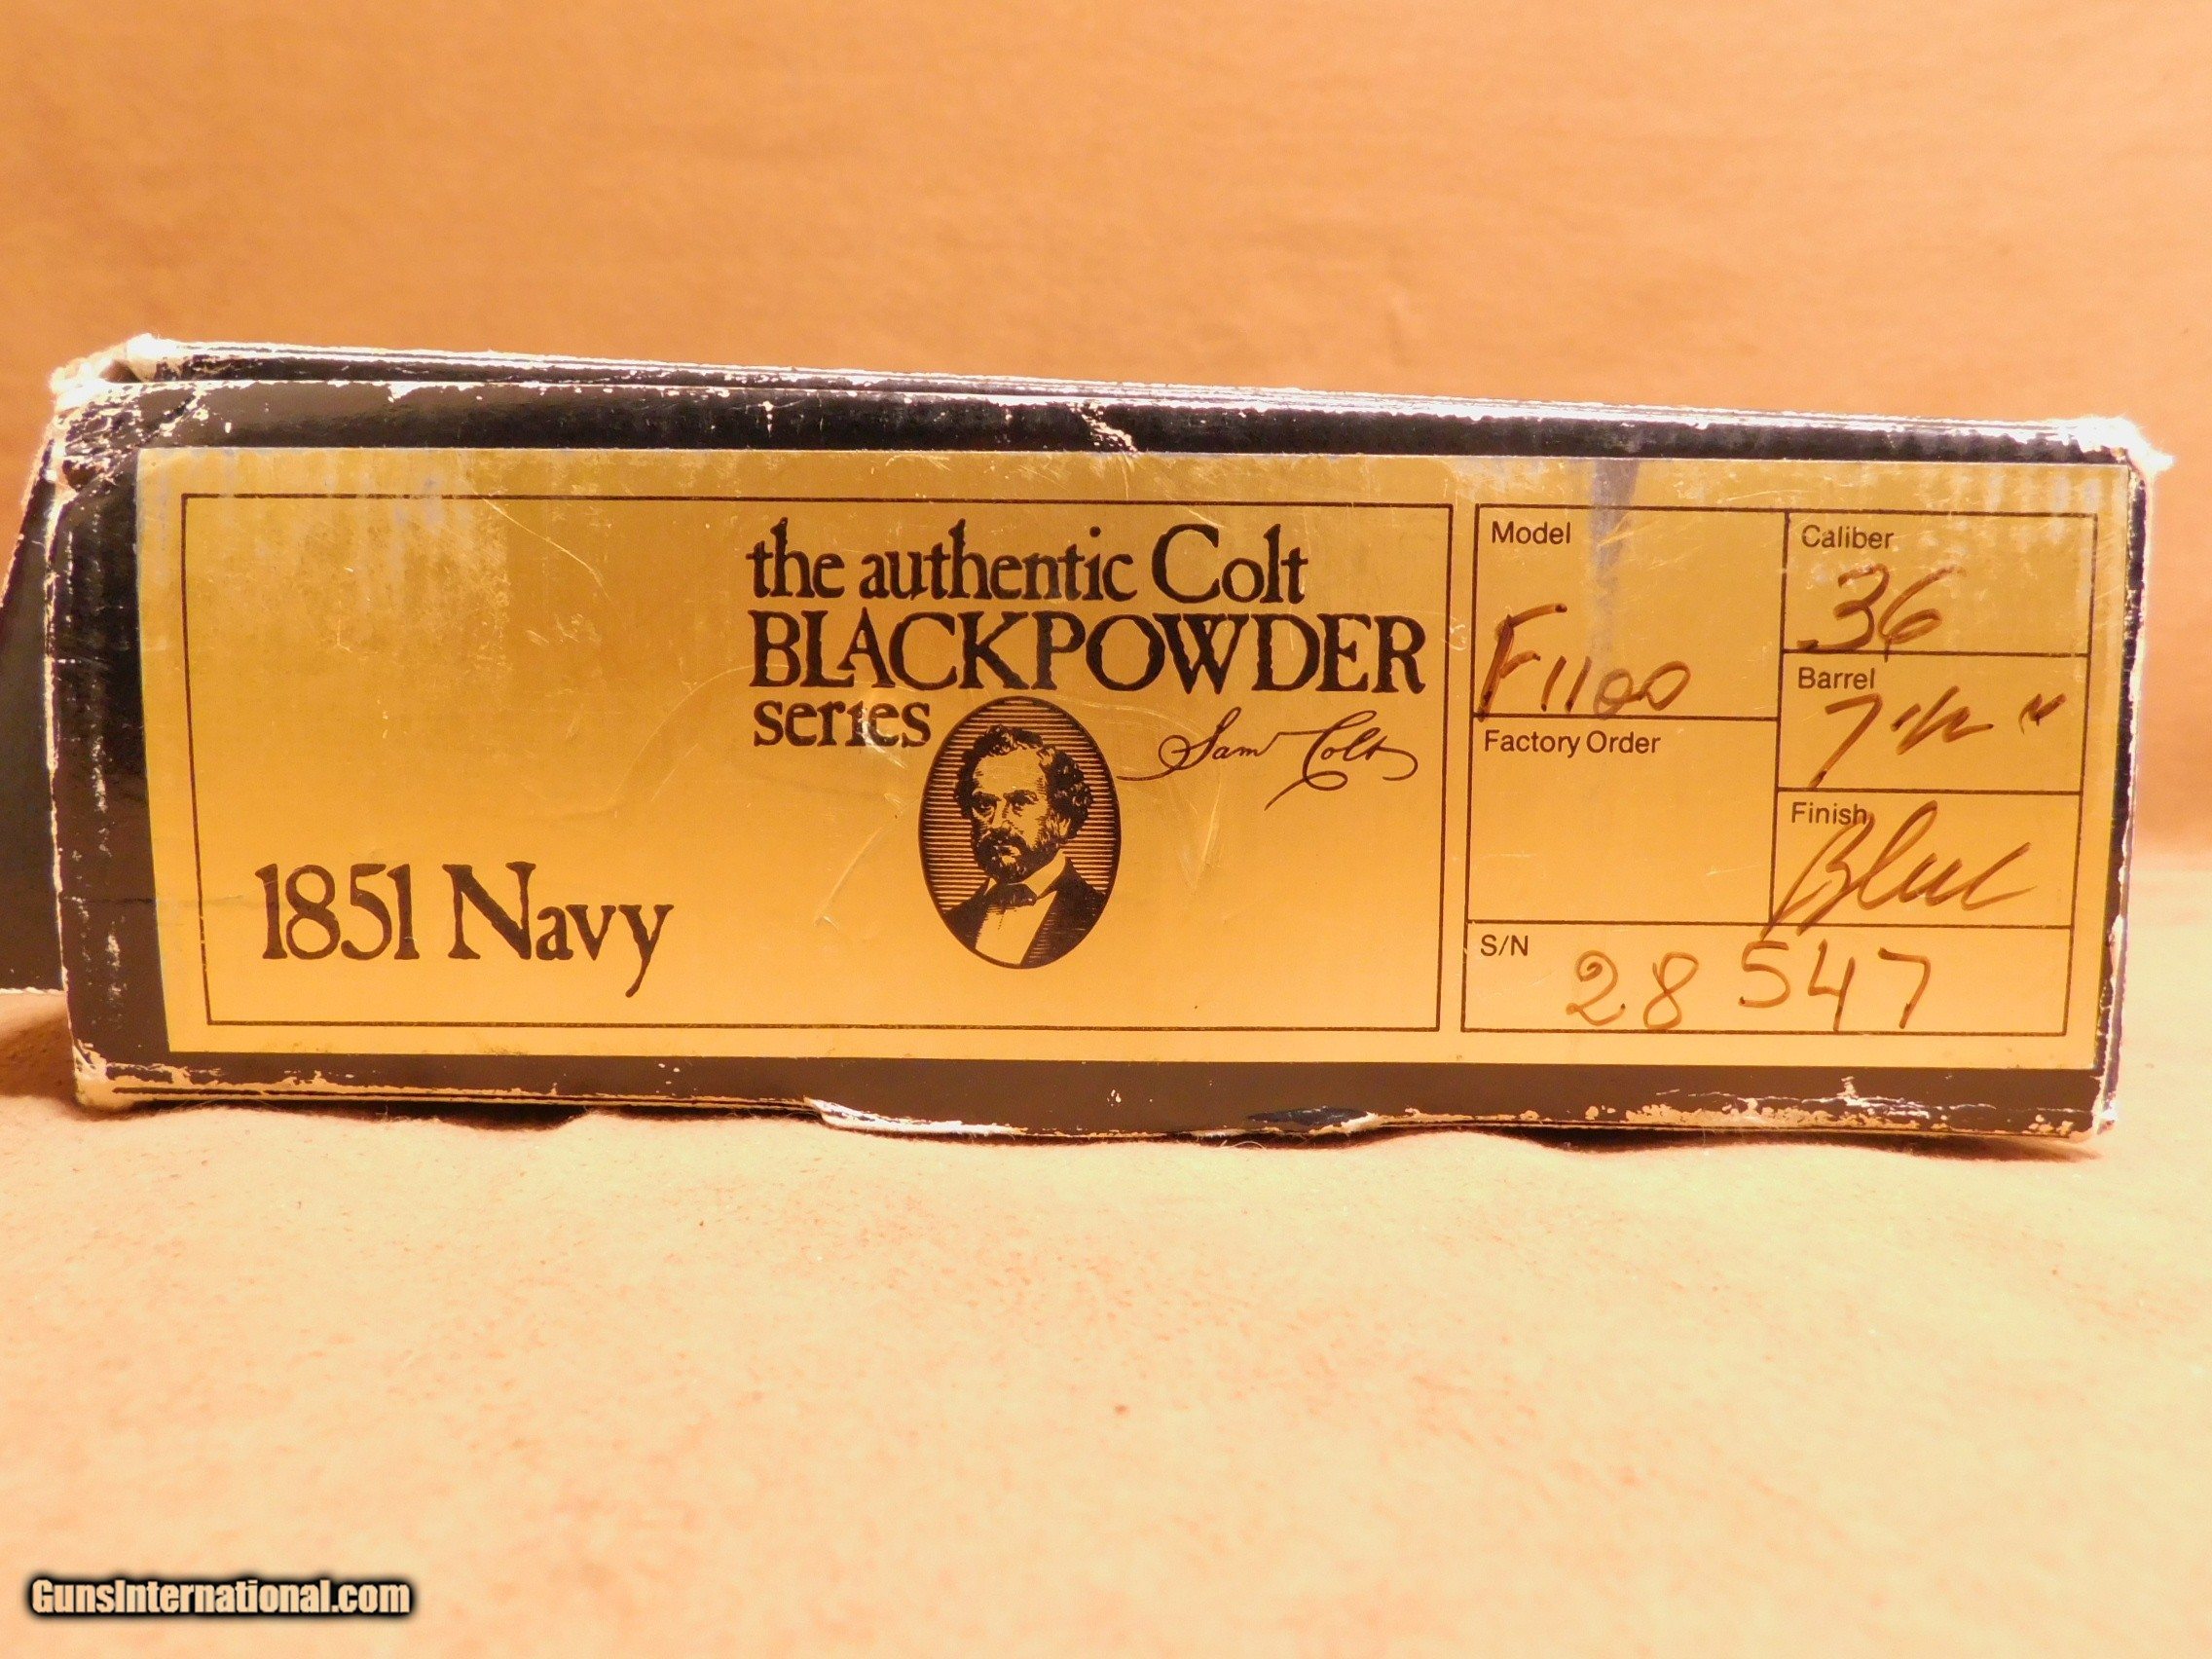 the authentic Colt
BLACKPOWDER
series
Sam Colt
1851 Navy
Model
F1100
Caliber
.36
Barrel
7 1/2 "
Factory Order
Finish
Blue
S/N
28547
GunsInternational.com